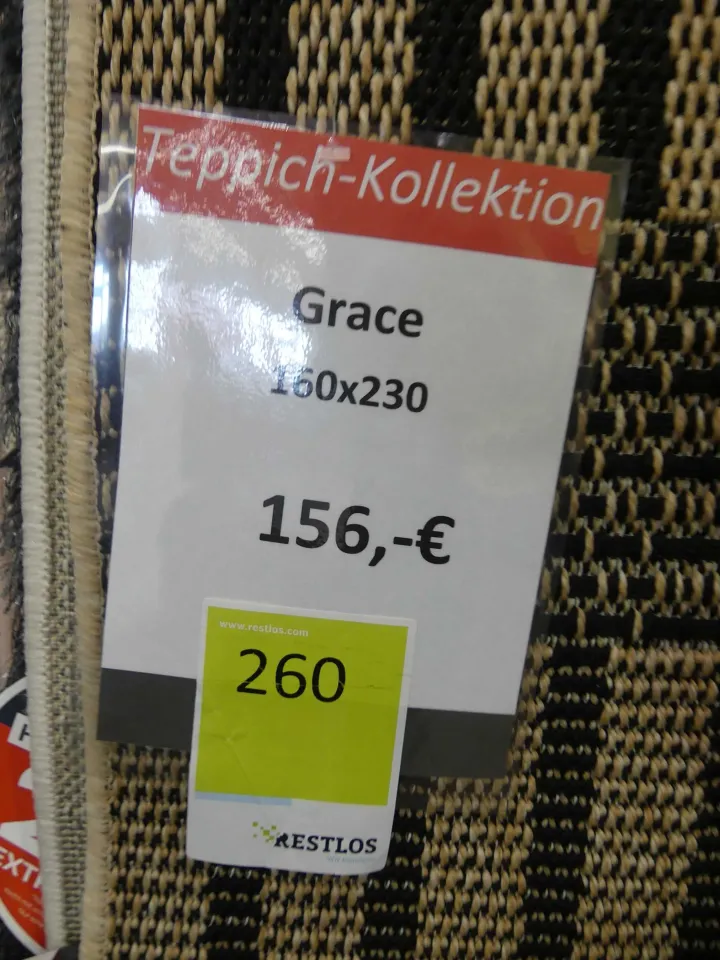 Teppich-Kollektion
Grace
160x230
156,-€
www.restlos.com
260
RESTLOS